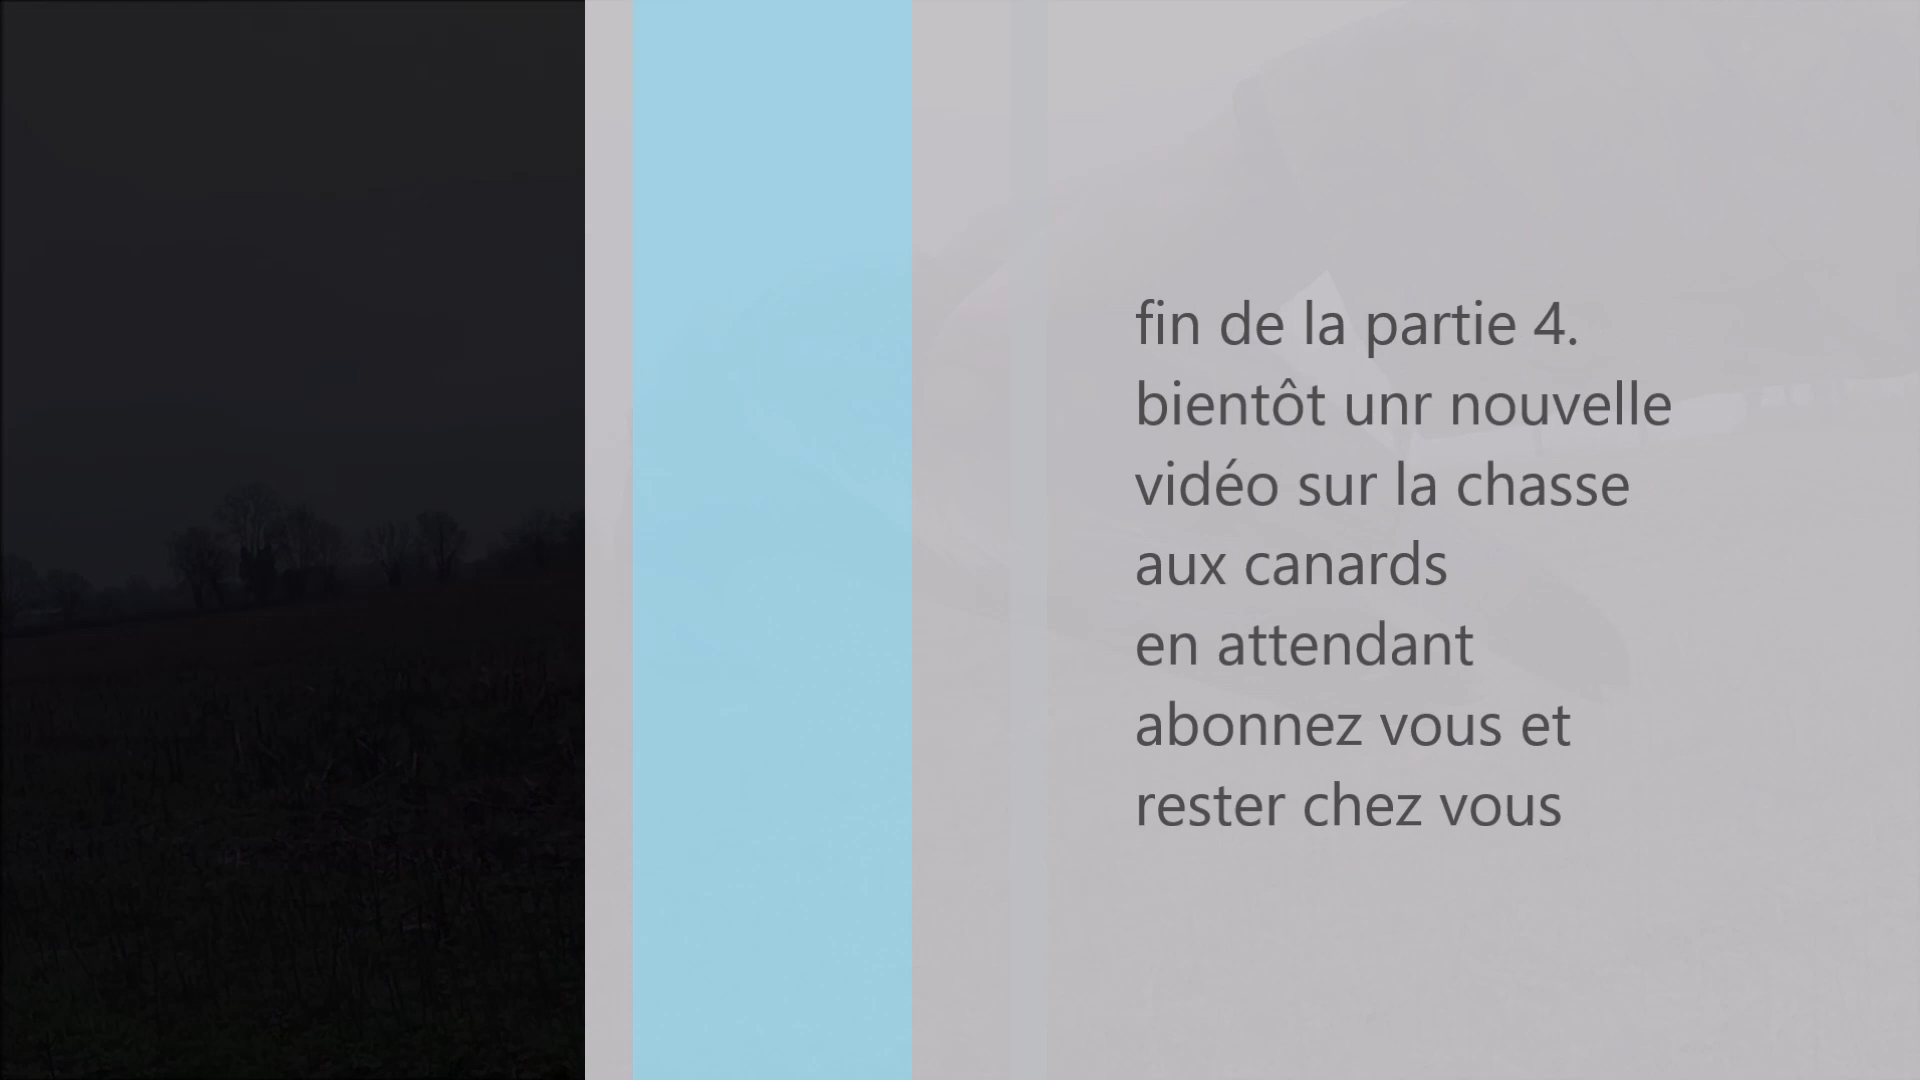 fin de la partie 4.
bientôt unr nouvelle
vidéo sur la chasse
aux canards
en attendant
abonnez vous et
rester chez vous